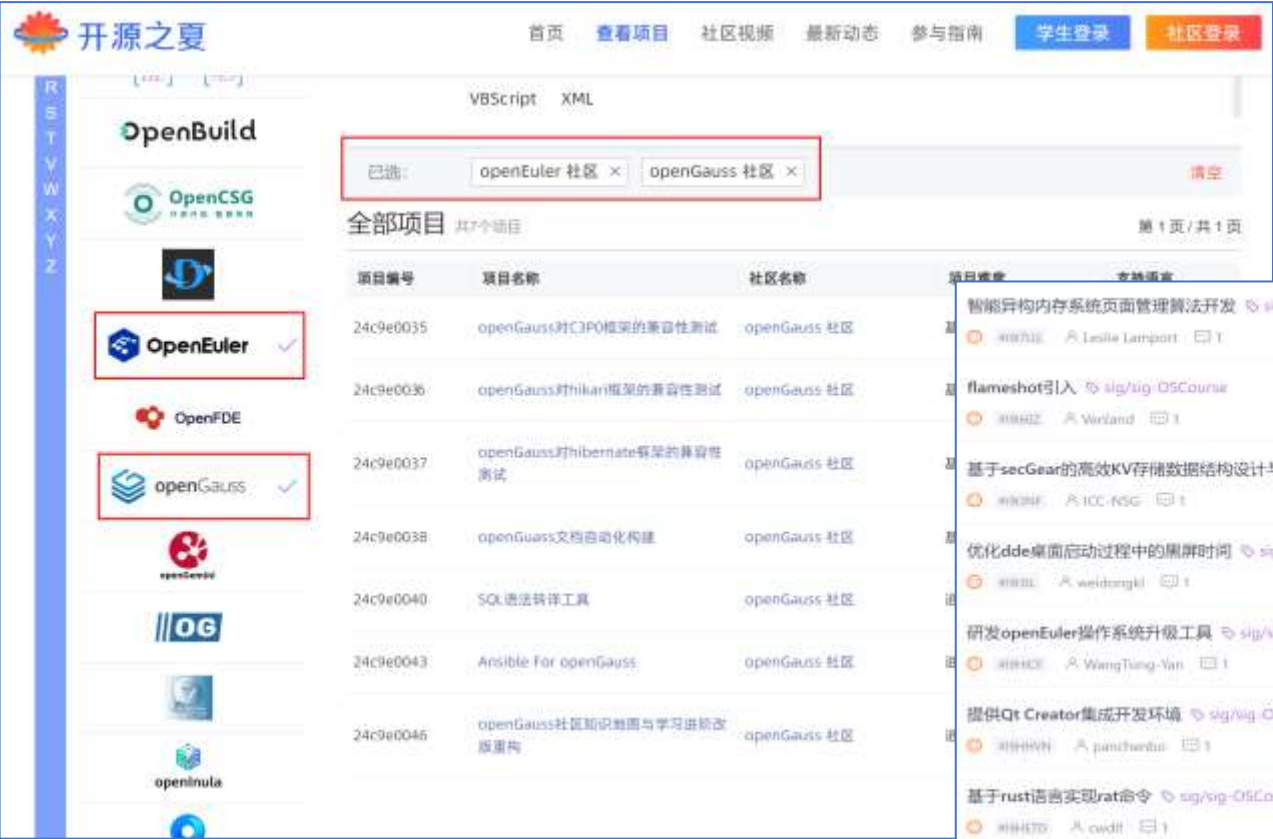 开源之夏
首页 查看项目 社区视频 最新动态 参与指南 学生登录 社区登录
R
S
T
V
W
X
Y
Z
OpenBuild
OpenCSG
OpenEuler
OpenFDE
openGauss
openGemini
OG
openInula
VBScript XML
已选: openEuler 社区 × openGauss 社区 × 清空
全部项目 共7个项目 第 1 页/共 1 页
项目编号 项目名称 社区名称 项目难度 支持语言
24c9e0035 openGauss对C3P0框架的兼容性测试 openGauss 社区
24c9e0036 openGauss对hikari框架的兼容性测试 openGauss 社区
24c9e0037 openGauss对hibernate框架的兼容性
测试 openGauss 社区
24c9e0038 openGuass文档自动化构建 openGauss 社区
24c9e0040 SQL语法转译工具 openGauss 社区
24c9e0043 Ansible For openGauss openGauss 社区
24c9e0046 openGauss社区知识地图与学习进阶改
版重构 openGauss 社区
智能异构内存系统页面管理算法开发
Leslie Lamport 1
flameshot引入 sig/sig-OSCourse
1
基于secGear的高效KV存储数据结构设计
ICC-NSG 1
优化dde桌面启动过程中的黑屏时间
weidongkl 1
研发openEuler操作系统升级工具
WangTsing-Yan 1
提供Qt Creator集成开发环境
panchenbo 1
基于rust语言实现rat命令 sig/sig-OSCo
cwdlf 1